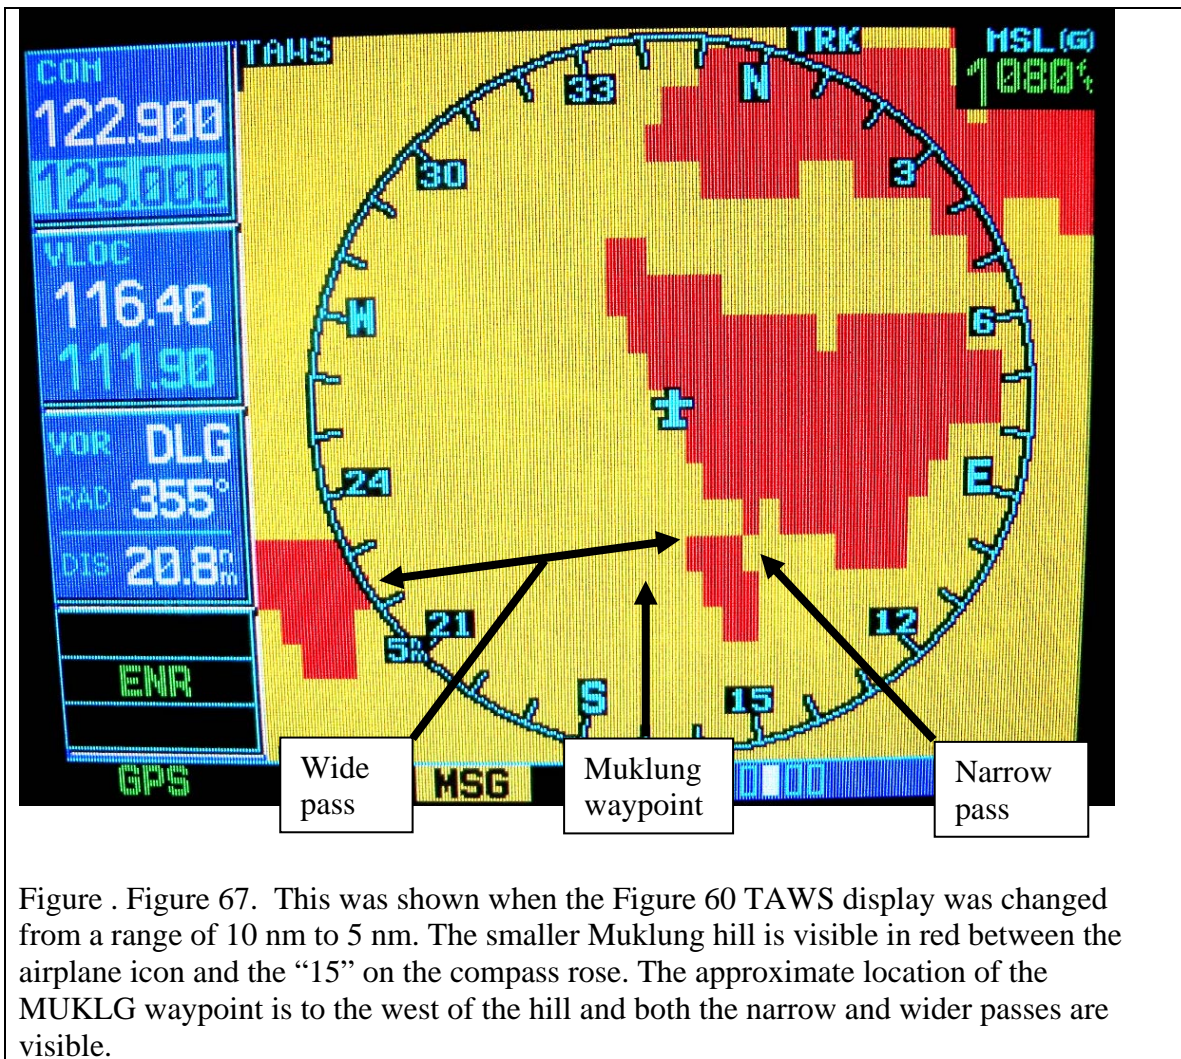 TAWS
TRK
MSL(G)
1080ft
COM
122.900
125.000
VLOC
116.40
111.90
VOR DLG
RAD 355°
DIS 20.8nm
ENR
GPS
MSG
N
33
3
30
W
6
24
E
21
12
5nm
S
15
Wide
pass
Muklung
waypoint
Narrow
pass
Figure . Figure 67. This was shown when the Figure 60 TAWS display was changed
from a range of 10 nm to 5 nm. The smaller Muklung hill is visible in red between the
airplane icon and the “15” on the compass rose. The approximate location of the
MUKLG waypoint is to the west of the hill and both the narrow and wider passes are
visible.